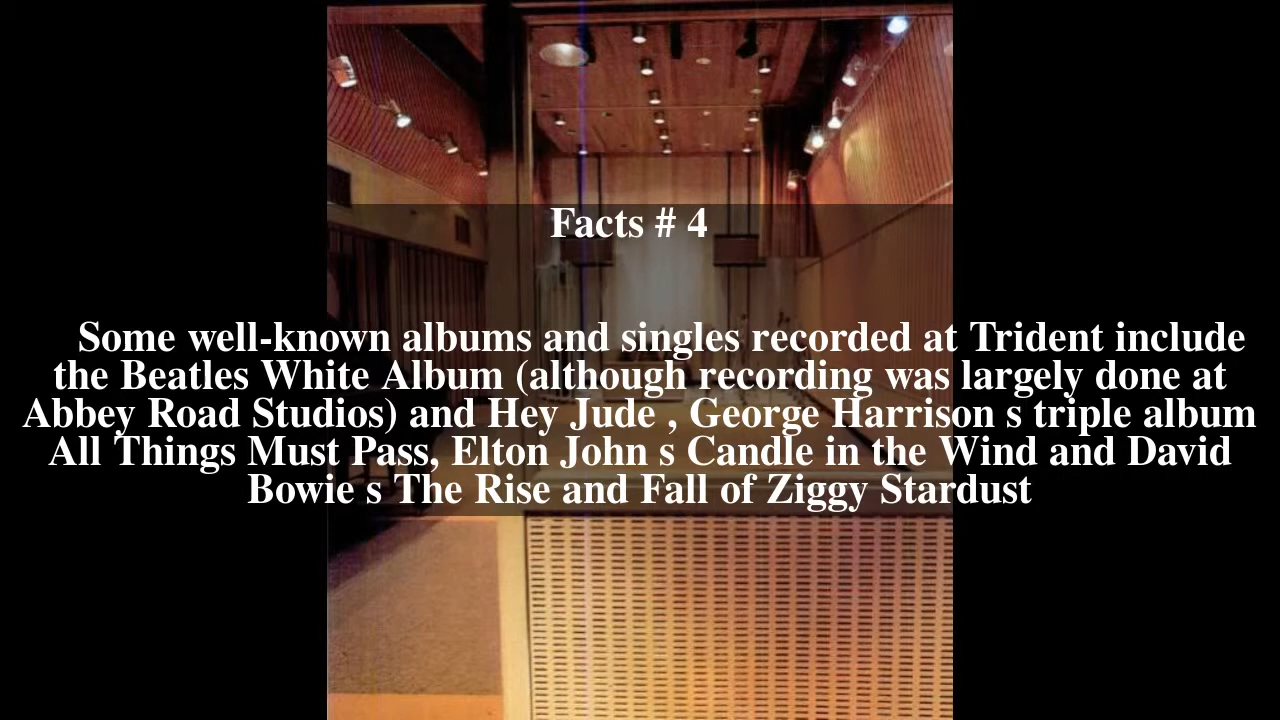 Facts # 4
Some well-known albums and singles recorded at Trident include
the Beatles White Album (although recording was largely done at
Abbey Road Studios) and Hey Jude , George Harrison s triple album
All Things Must Pass, Elton John s Candle in the Wind and David
Bowie s The Rise and Fall of Ziggy Stardust